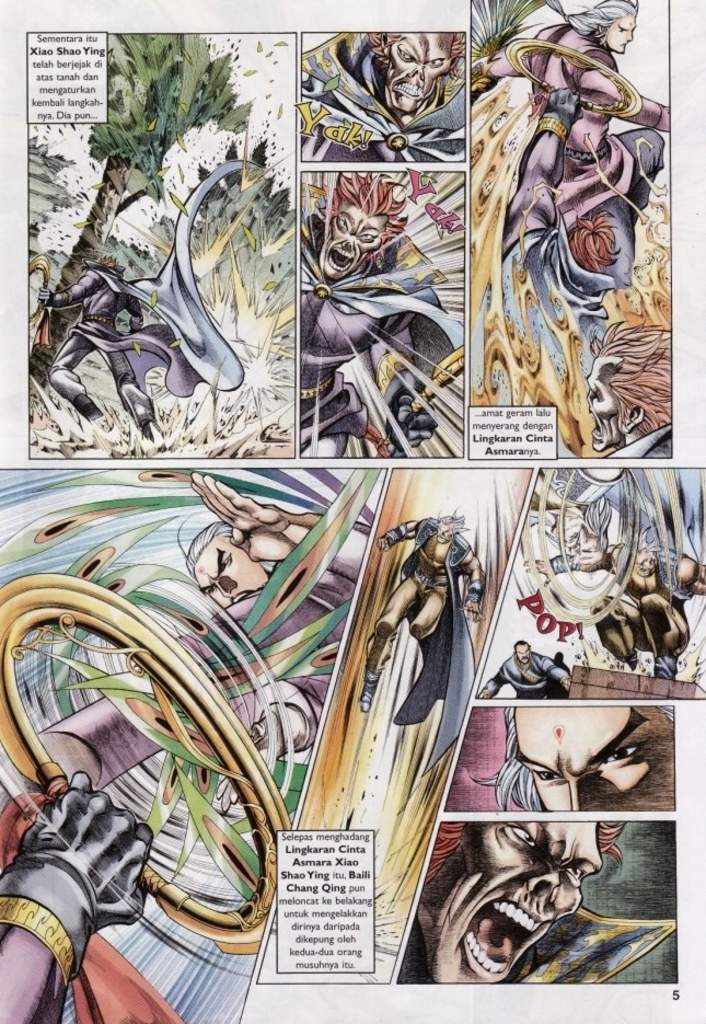 Sementara itu
Xiao Shao Ying
telah berjejak di
atas tanah dan
mengaturkan
kembali langkah-
nya. Dia pun...
Yak!
Yak!
...amat geram lalu
menyerang dengan
Lingkaran Cinta
Asmaranya.
POP!
Selepas menghadang
Lingkaran Cinta
Asmara Xiao
Shao Ying itu, Baili
Chang Qing pun
meloncat ke belakang
untuk mengelakkan
dirinya daripada
dikepung oleh
kedua-dua orang
musuhnya itu.
5